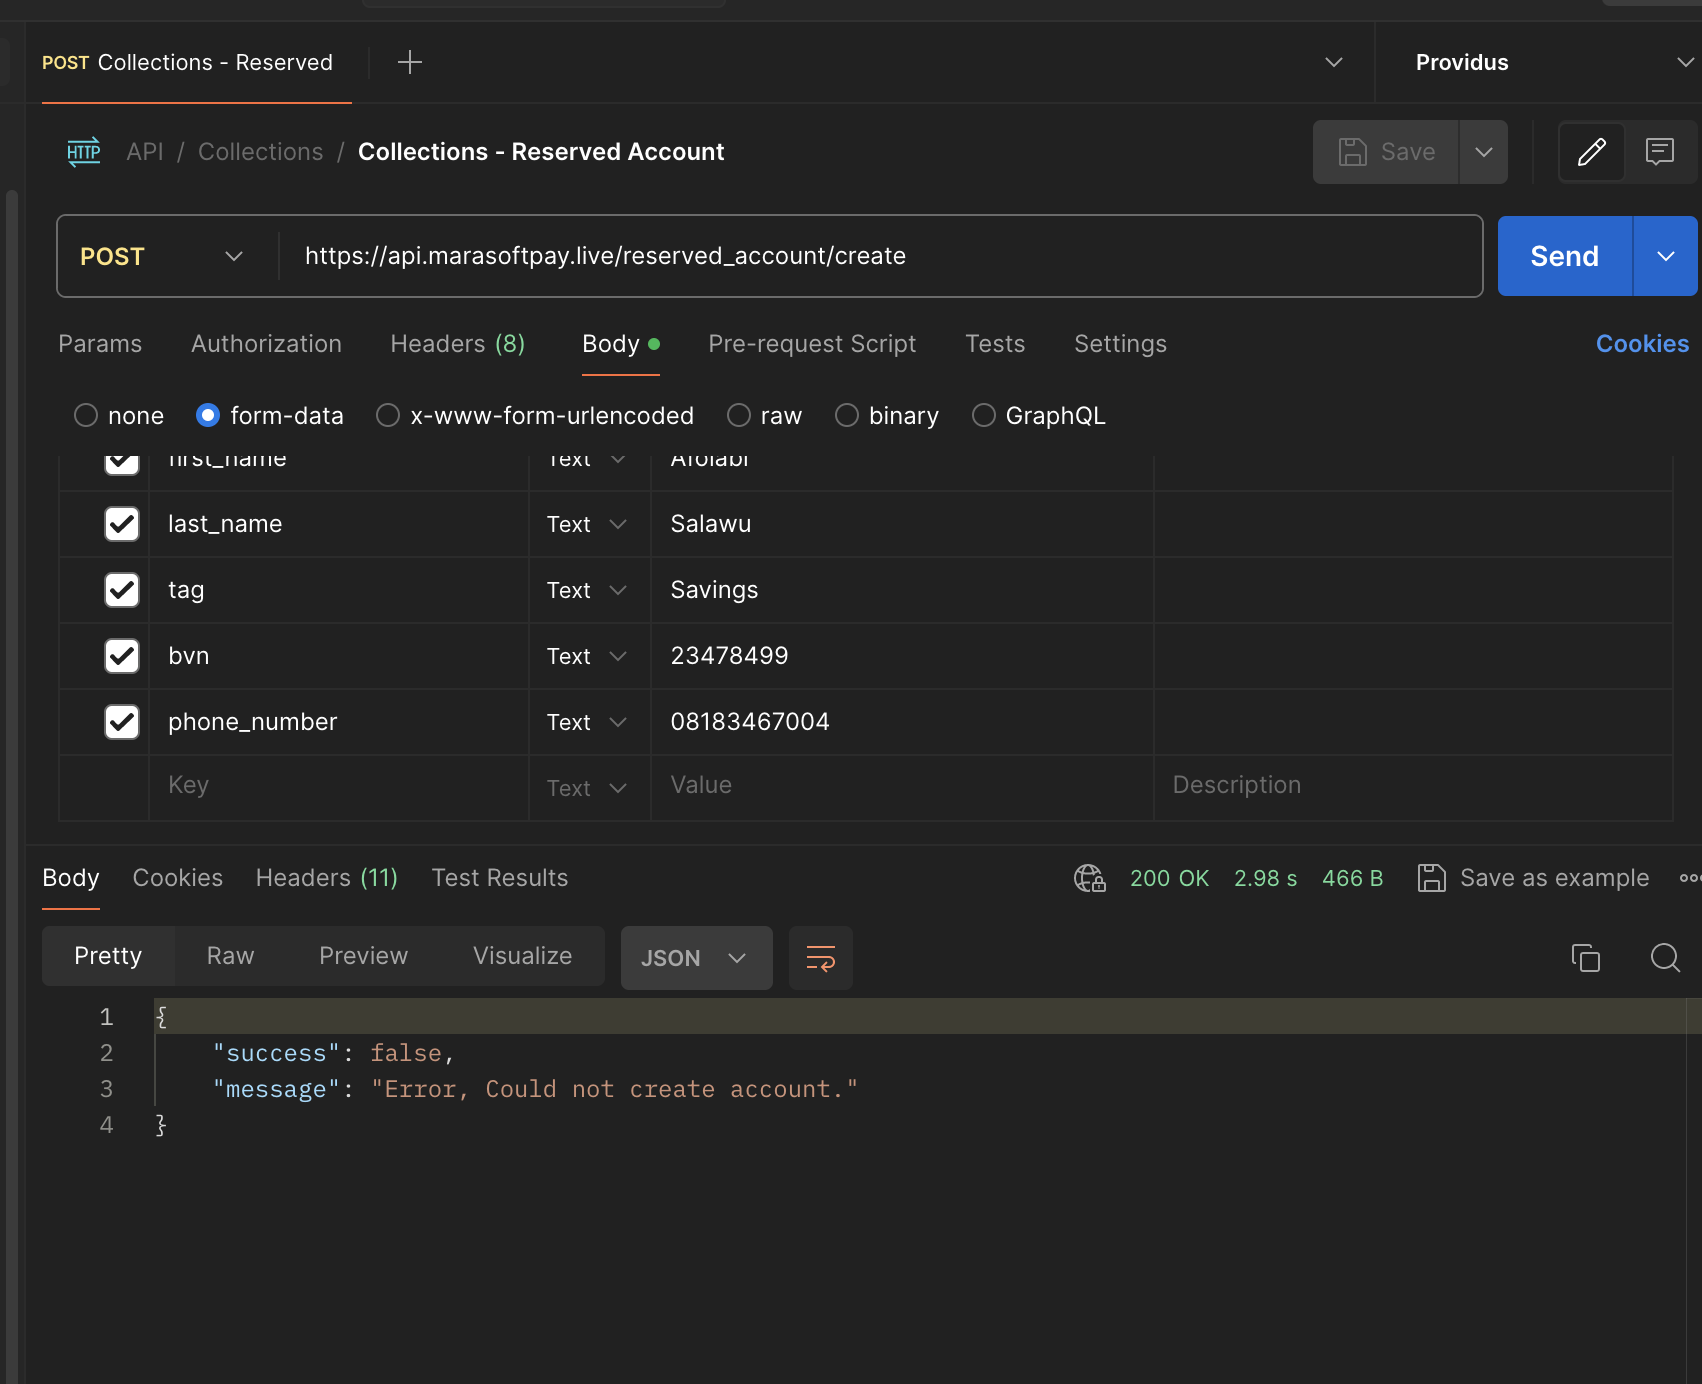 POST Collections - Reserved
Providus
HTTP API / Collections / Collections - Reserved Account
Save
POST https://api.marasoftpay.live/reserved_account/create
Send
Params Authorization Headers (8) Body Pre-request Script Tests Settings Cookies
none form-data x-www-form-urlencoded raw binary GraphQL
first_name Text Afolabi
last_name Text Salawu
tag Text Savings
bvn Text 23478499
phone_number Text 08183467004
Key Text Value Description
Body Cookies Headers (11) Test Results 200 OK 2.98 s 466 B Save as example
Pretty Raw Preview Visualize JSON
1 {
2 "success": false,
3 "message": "Error, Could not create account."
4 }